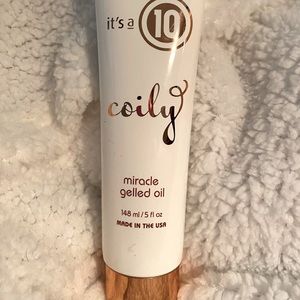 it's a 10
coily
miracle
gelled oil
148 ml/5 fl oz
MADE IN THE USA